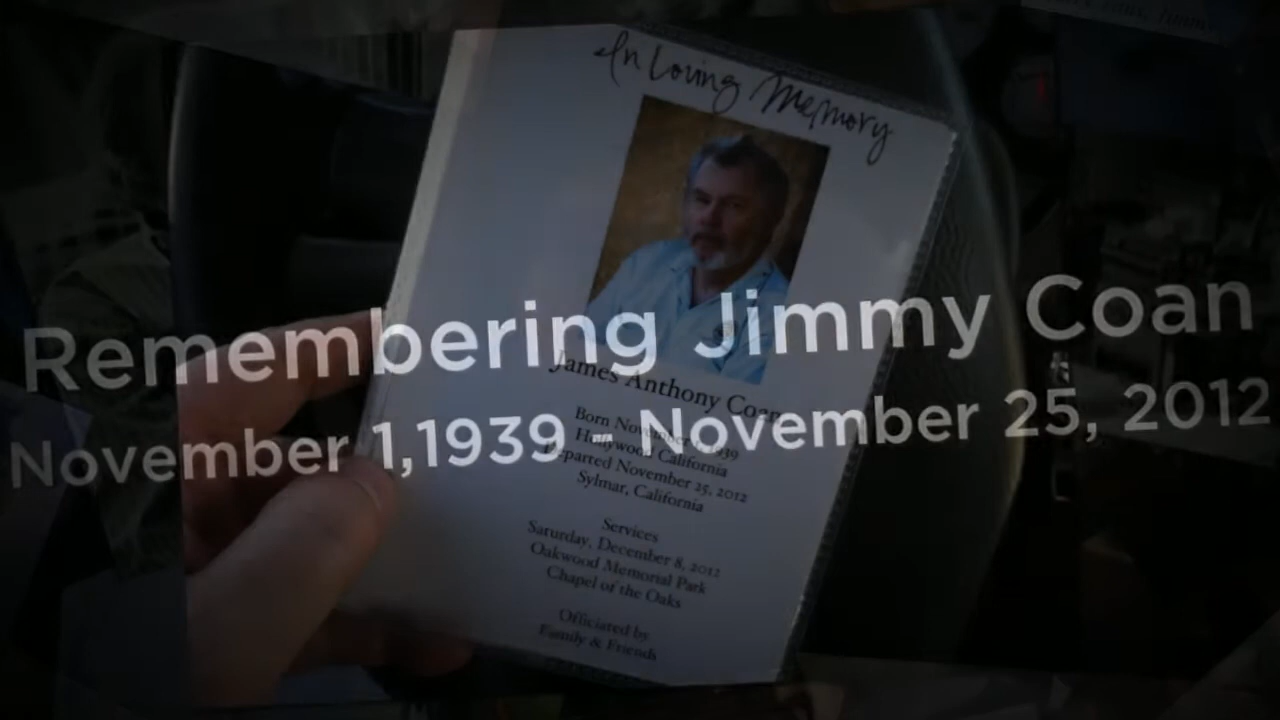 In Loving Memory
Remembering Jimmy Coan
James Anthony Coan
November 1,1939 - November 25, 2012
Born November 1, 1939
Hollywood California
Departed November 25, 2012
Sylmar, California
Services
Saturday, December 8, 2012
Oakwood Memorial Park
Chapel of the Oaks
Officiated by
Family & Friends